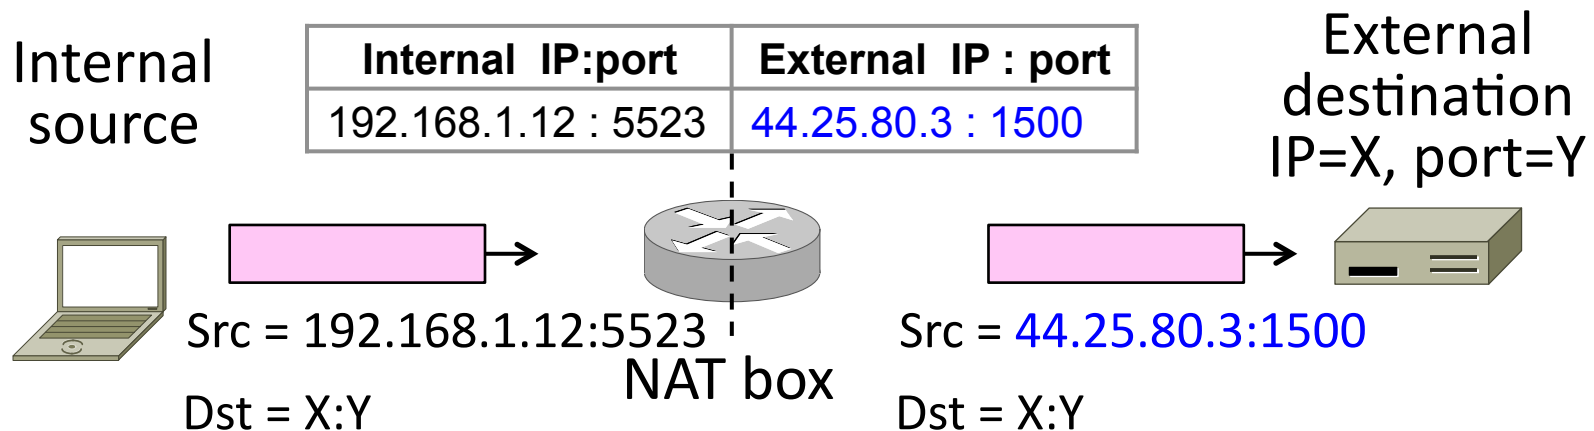 Internal
source
Internal IP:port External IP : port
192.168.1.12 : 5523 44.25.80.3 : 1500
External
destination
IP=X, port=Y
Src = 192.168.1.12:5523
Dst = X:Y
NAT box
Src = 44.25.80.3:1500
Dst = X:Y